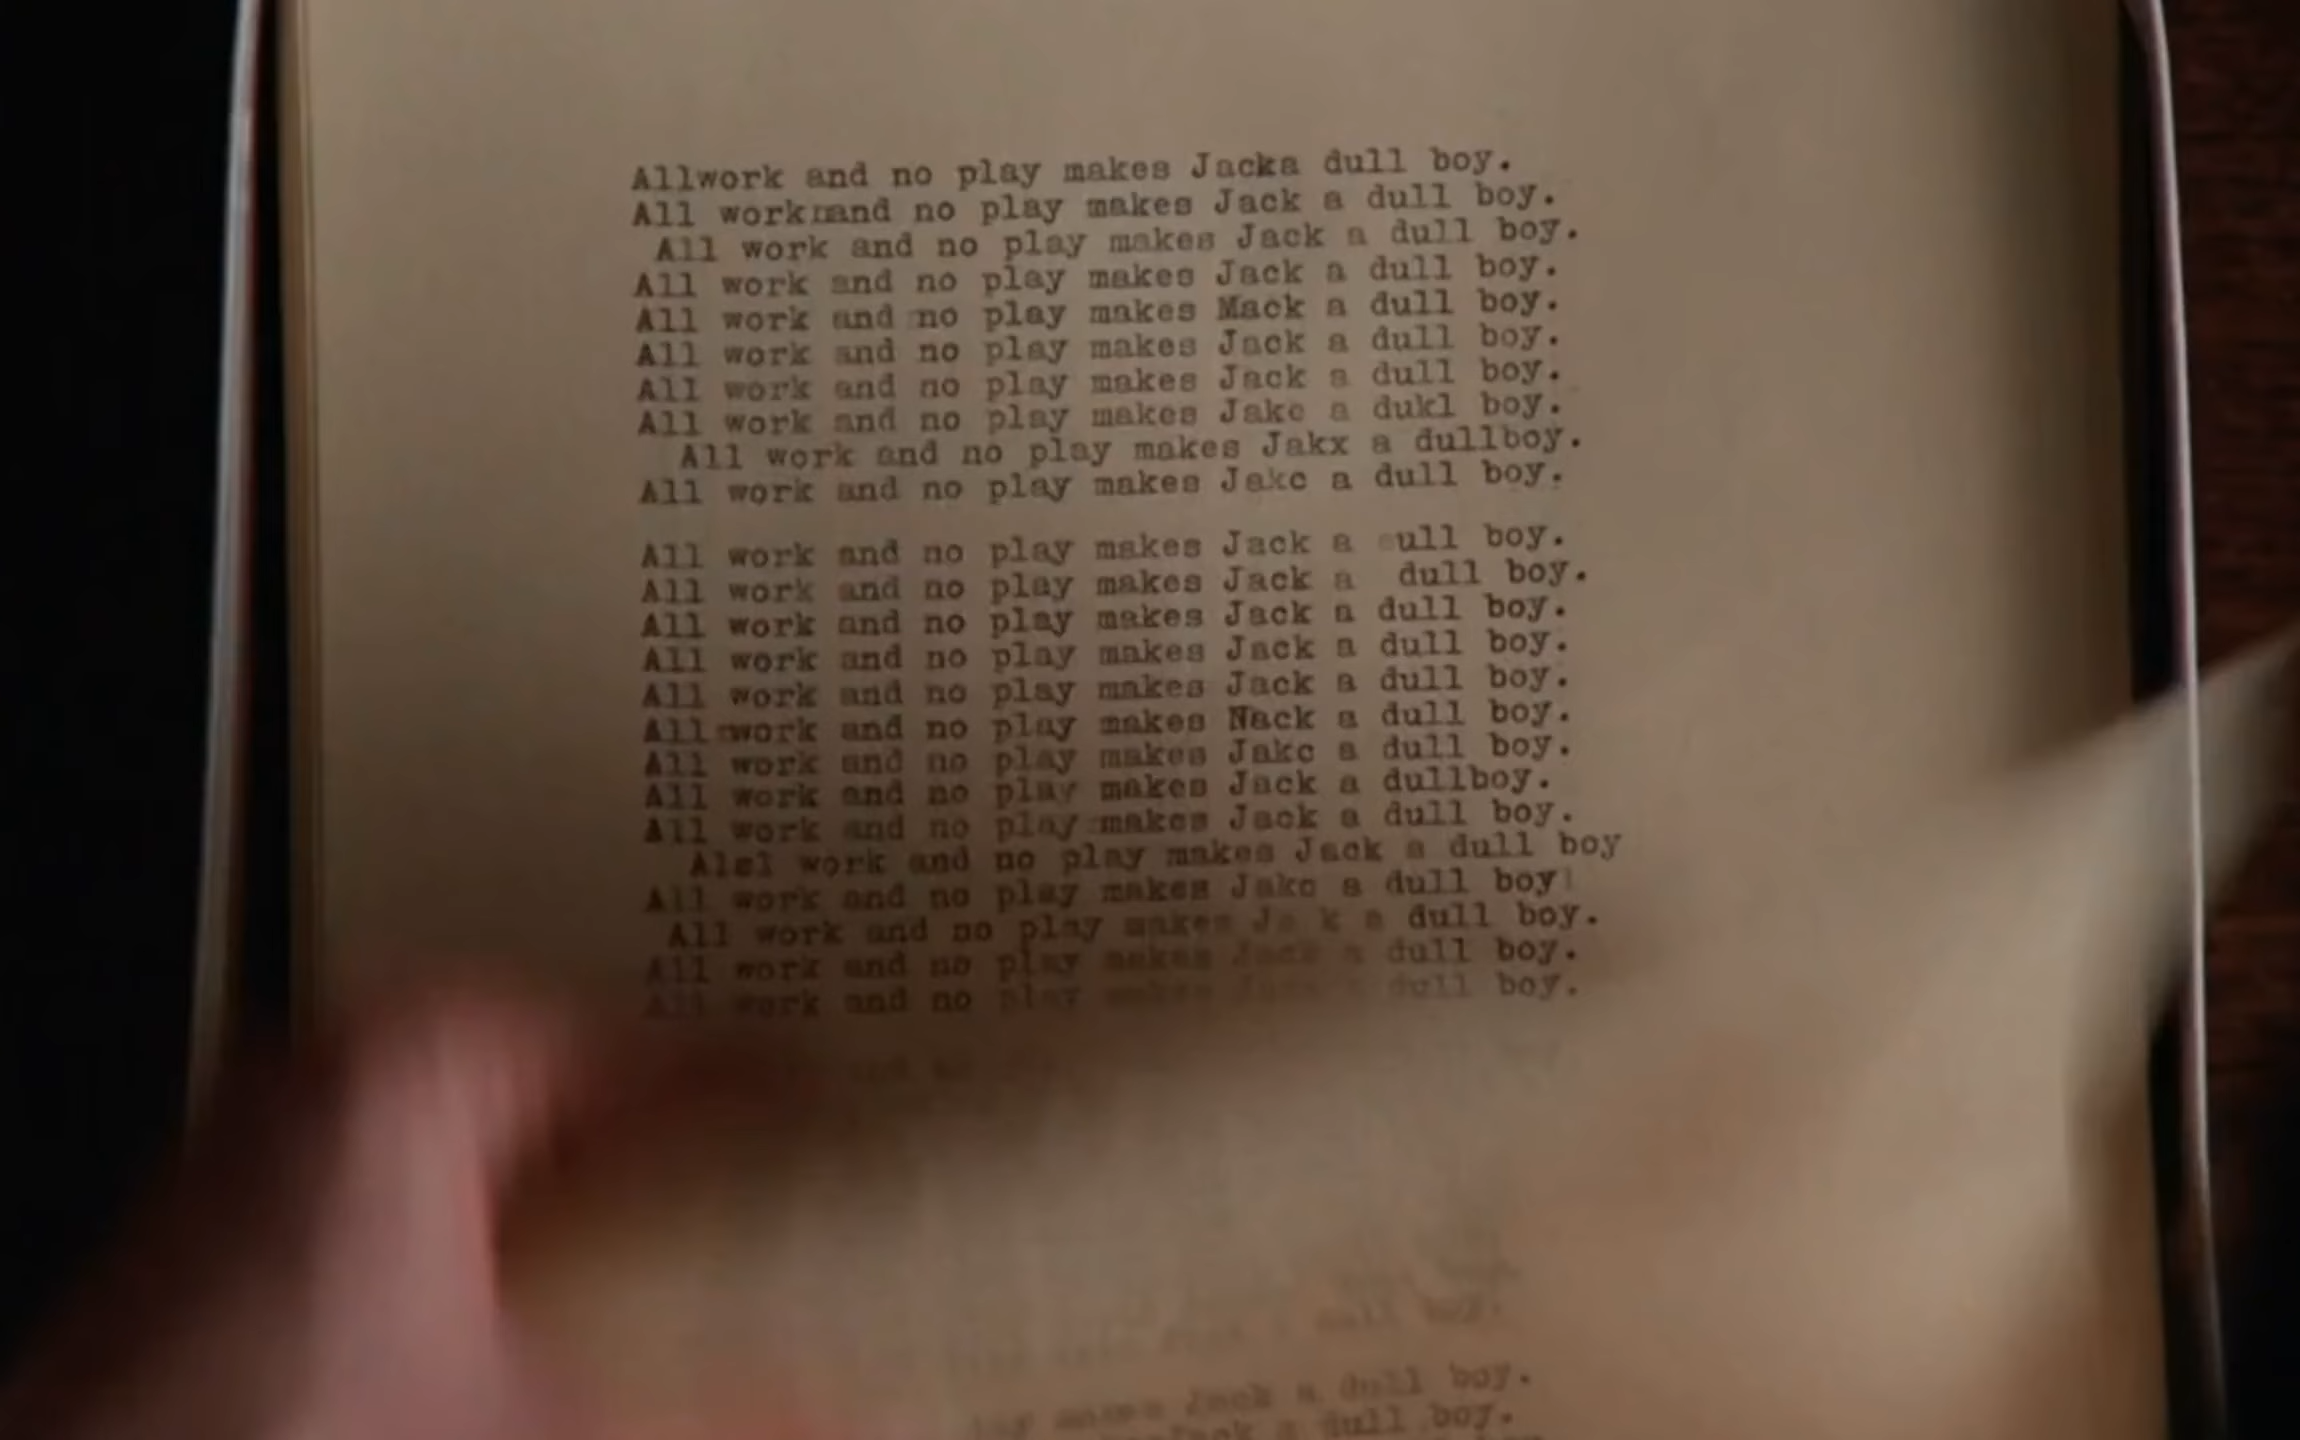 Allwork and no play makes Jacka dull boy.
All work and no play makes Jack a dull boy.
All work and no play makes Jack a dull boy.
All work and no play makes Jack a dull boy.
All work and no play makes Mack a dull boy.
All work and no play makes Jack a dull boy.
All work and no play makes Jack a dull boy.
All work and no play makes Jakc a dukl boy.
All work and no play makes Jakx a dullboy.
All work and no play makes Jakc a dull boy.
All work and no play makes Jack a ull boy.
All work and no play makes Jack a dull boy.
All work and no play makes Jack a dull boy.
All work and no play makes Jack a dull boy.
All work and no play makes Jack a dull boy.
All work and no play makes Nack a dull boy.
All work and no play makes Jakc a dull boy.
All work and no play makes Jack a dullboy.
All work and no play makes Jack a dull boy.
Alsl work and no play makes Jack a dull boy
All work and no play makes Jakc a dull boy
All work and no play makes Ja k a dull boy.
All work and no play makes Jack a dull boy.
All work and no play makes a dull boy.
makes Jack a dull boy.
a dull boy.